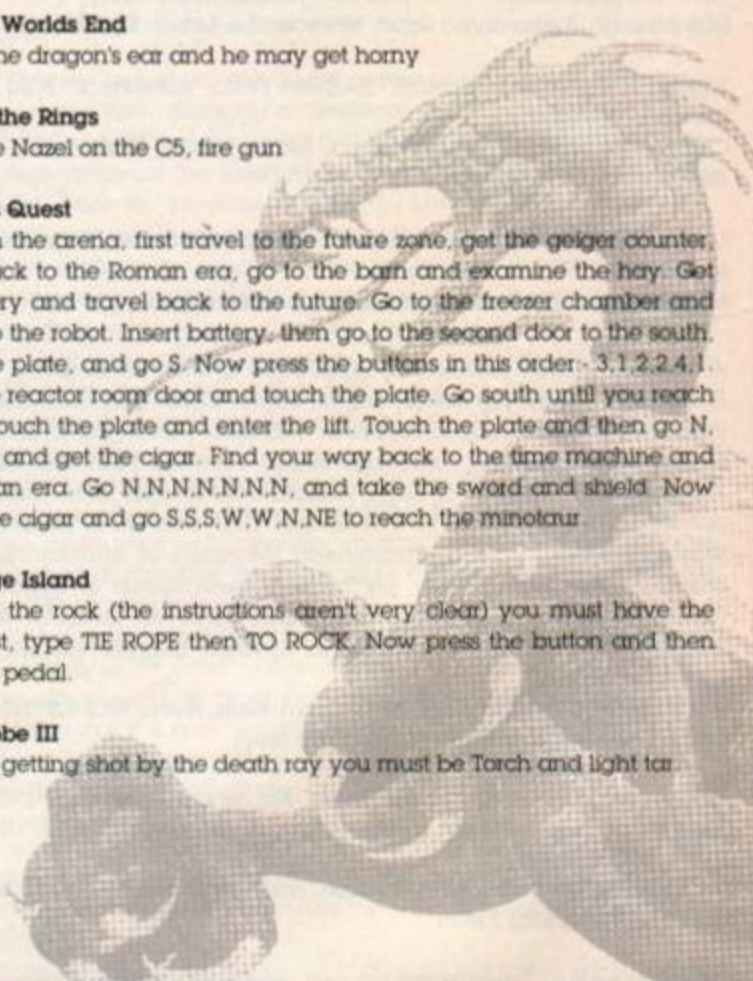 Worlds End
he dragon's ear and he may get horny
the Rings
e Nazel on the C5, fire gun
Quest
n the arena, first travel to the future zone, get the geiger counter,
ck to the Roman era, go to the barn and examine the hay. Get
ry and travel back to the future. Go to the freezer chamber and
o the robot. Insert battery, then go to the second door to the south.
e plate, and go S. Now press the buttons in this order:- 3,1,2,2,4,1.
e reactor room door and touch the plate. Go south until you reach
ouch the plate and enter the lift. Touch the plate and then go N,
and get the cigar. Find your way back to the time machine and
an era. Go N,N,N,N,N,N,N, and take the sword and shield. Now
e cigar and go S,S,S,W,W,N,NE to reach the minotaur
ge Island
the rock (the instructions aren't very clear) you must have the
st, type TIE ROPE then TO ROCK. Now press the button and then
pedal.
be III
getting shot by the death ray you must be Torch and light tar.